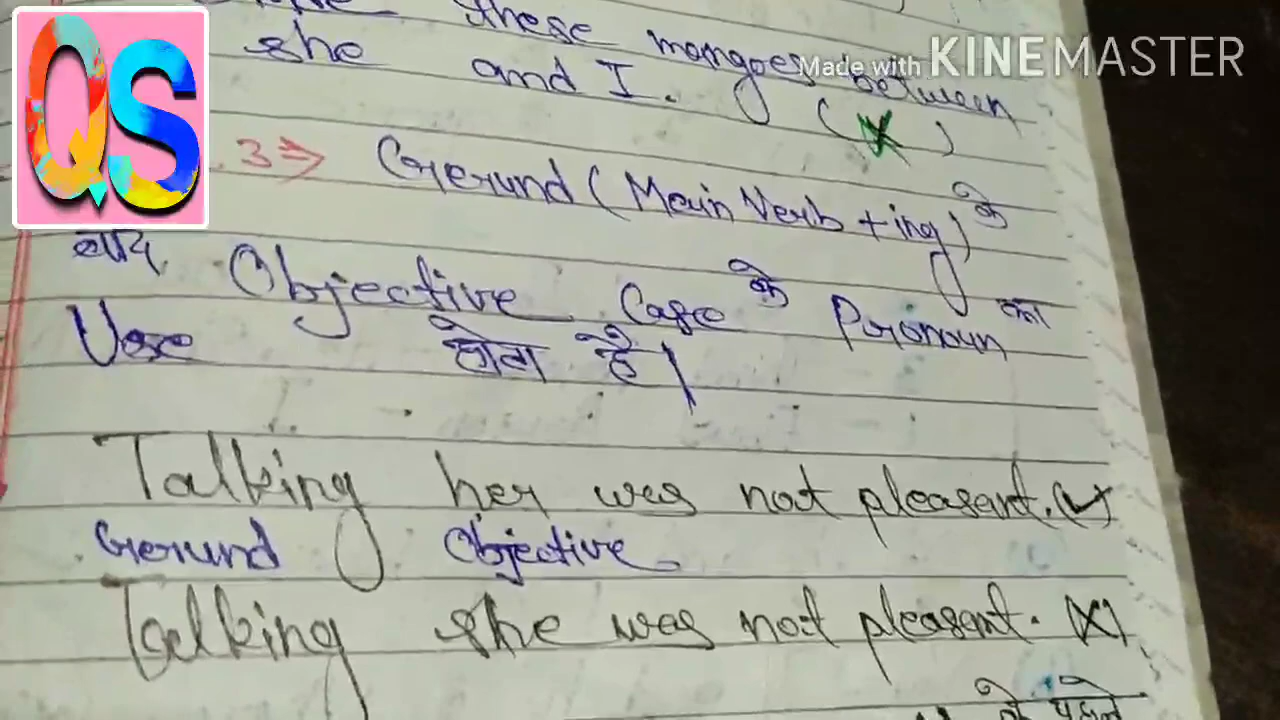 these mangoes between
she and I. (X)
3⇒ Gerund (Main Verb + ing) के
बाद Objective Case के Pronoun का
Use होता है।
Talking her was not pleasant. (✓)
Gerund Objective
Talking she was not pleasant. (X)
के पहले
QS
Made with KINEMASTER